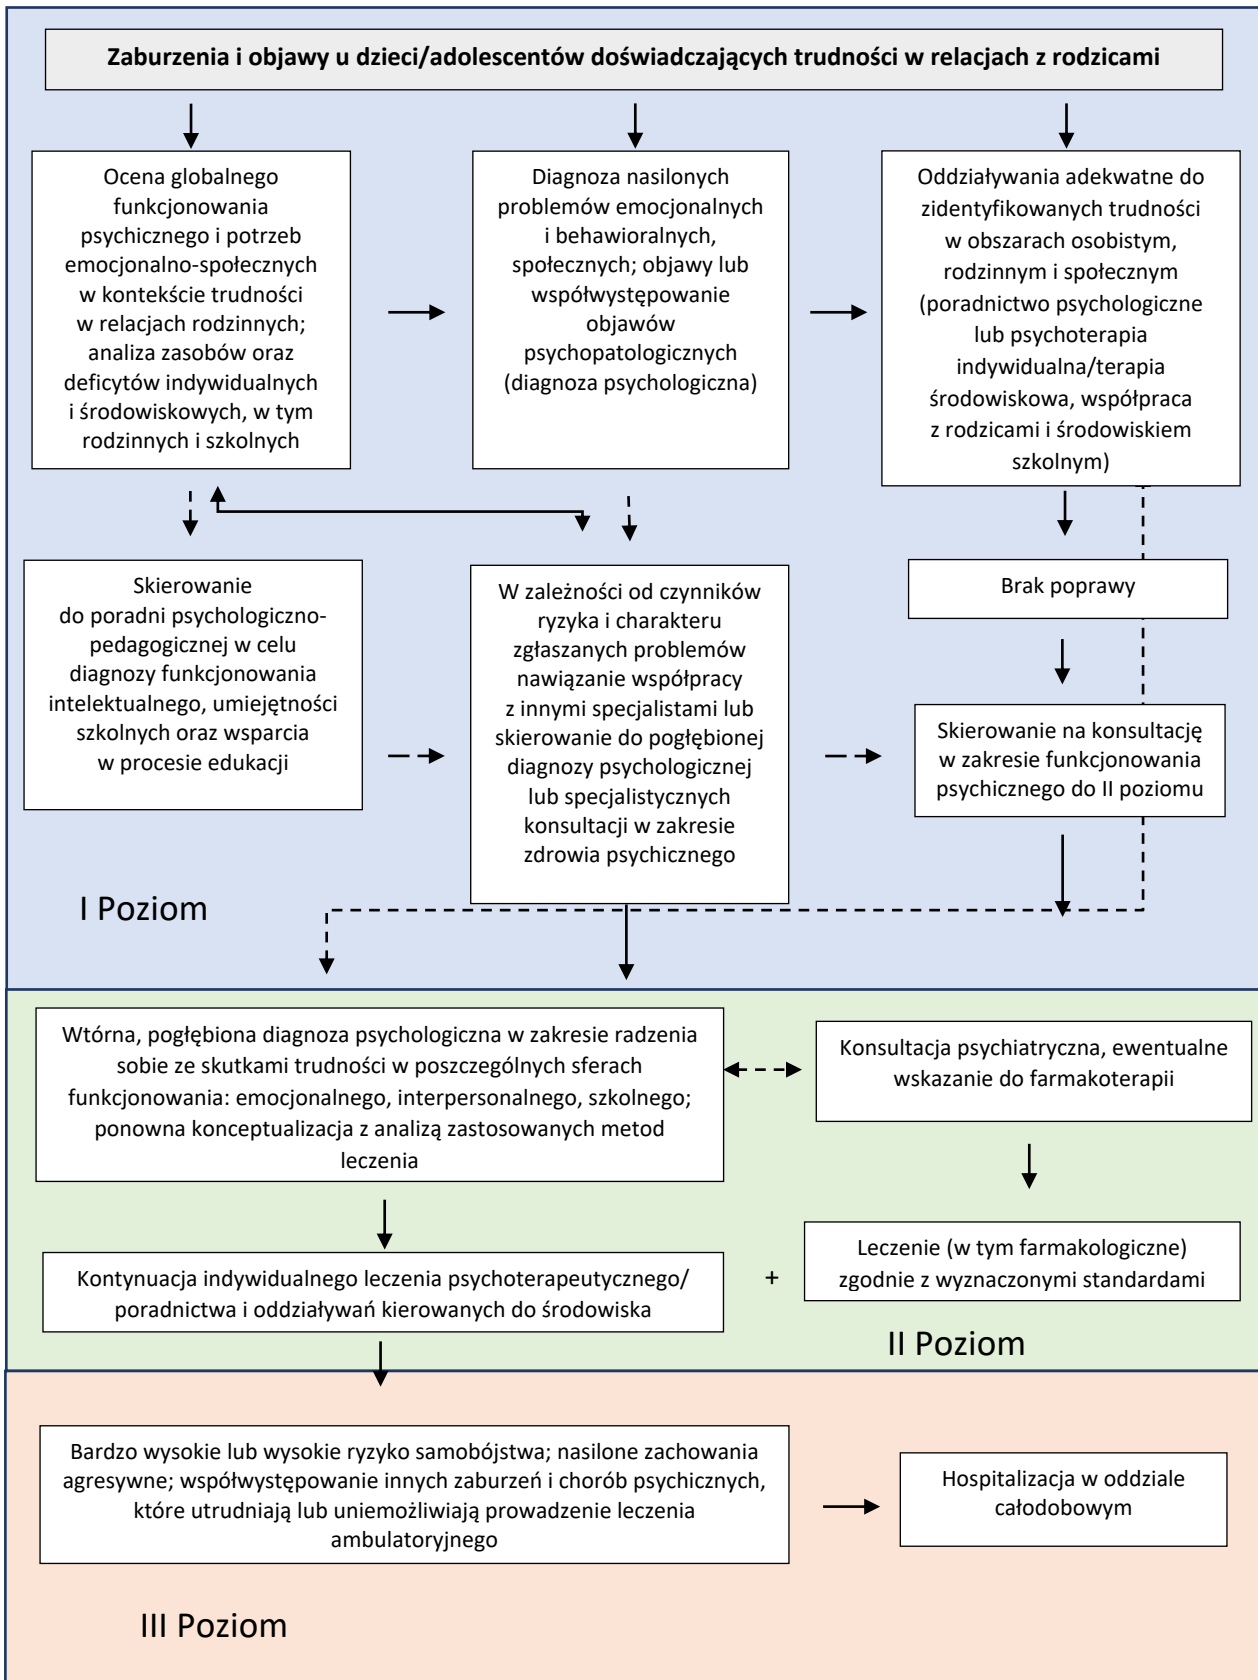 Zaburzenia i objawy u dzieci/adolescentów doświadczających trudności w relacjach z rodzicami
Ocena globalnego
funkcjonowania
psychicznego i potrzeb
emocjonalno-społecznych
w kontekście trudności
w relacjach rodzinnych;
analiza zasobów oraz
deficytów indywidualnych
i środowiskowych, w tym
rodzinnych i szkolnych
Diagnoza nasilonych
problemów emocjonalnych
i behawioralnych,
społecznych; objawy lub
współwystępowanie
objawów
psychopatologicznych
(diagnoza psychologiczna)
Oddziaływania adekwatne do
zidentyfikowanych trudności
w obszarach osobistym,
rodzinnym i społecznym
(poradnictwo psychologiczne
lub psychoterapia
indywidualna/terapia
środowiskowa, współpraca
z rodzicami i środowiskiem
szkolnym)
Skierowanie
do poradni psychologiczno-
pedagogicznej w celu
diagnozy funkcjonowania
intelektualnego, umiejętności
szkolnych oraz wsparcia
w procesie edukacji
W zależności od czynników
ryzyka i charakteru
zgłaszanych problemów
nawiązanie współpracy
z innymi specjalistami lub
skierowanie do pogłębionej
diagnozy psychologicznej
lub specjalistycznych
konsultacji w zakresie
zdrowia psychicznego
Brak poprawy
Skierowanie na konsultację
w zakresie funkcjonowania
psychicznego do II poziomu
I Poziom
Wtórna, pogłębiona diagnoza psychologiczna w zakresie radzenia
sobie ze skutkami trudności w poszczególnych sferach
funkcjonowania: emocjonalnego, interpersonalnego, szkolnego;
ponowna konceptualizacja z analizą zastosowanych metod
leczenia
Konsultacja psychiatryczna, ewentualne
wskazanie do farmakoterapii
Kontynuacja indywidualnego leczenia psychoterapeutycznego/
poradnictwa i oddziaływań kierowanych do środowiska
+
Leczenie (w tym farmakologiczne)
zgodnie z wyznaczonymi standardami
II Poziom
Bardzo wysokie lub wysokie ryzyko samobójstwa; nasilone zachowania
agresywne; współwystępowanie innych zaburzeń i chorób psychicznych,
które utrudniają lub uniemożliwiają prowadzenie leczenia
ambulatoryjnego
Hospitalizacja w oddziale
całodobowym
III Poziom